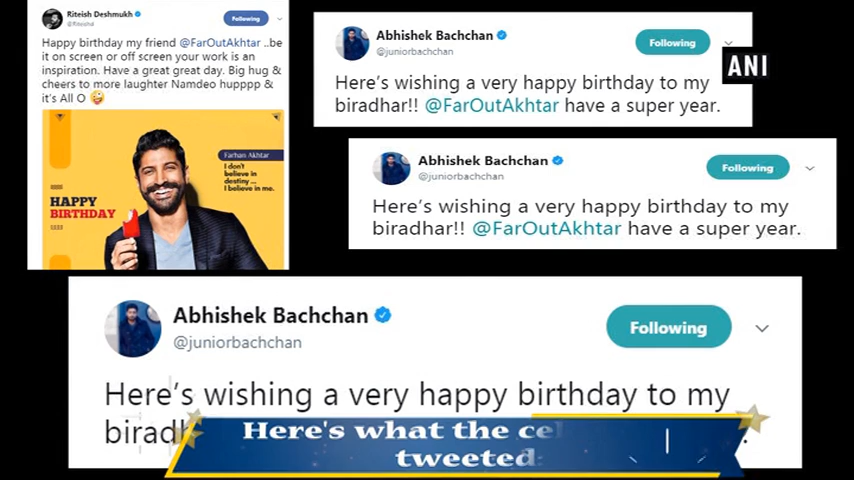 Riteish Deshmukh
@Riteishd
Following
Happy birthday my friend @FarOutAkhtar ..be
it on screen or off screen your work is an
inspiration. Have a great great day. Big hug &
cheers to more laughter Namdeo hupppp &
it's All O
Farhan Akhtar
I don't
believe in
destiny ...
I believe in me.
HAPPY
BIRTHDAY
Abhishek Bachchan
@juniorbachchan
Following
Here's wishing a very happy birthday to my
biradhar!! @FarOutAkhtar have a super year.
ANI
Abhishek Bachchan
@juniorbachchan
Following
Here's wishing a very happy birthday to my
biradhar!! @FarOutAkhtar have a super year.
Abhishek Bachchan
@juniorbachchan
Following
Here's wishing a very happy birthday to my
biradh
Here's what the cel
tweeted